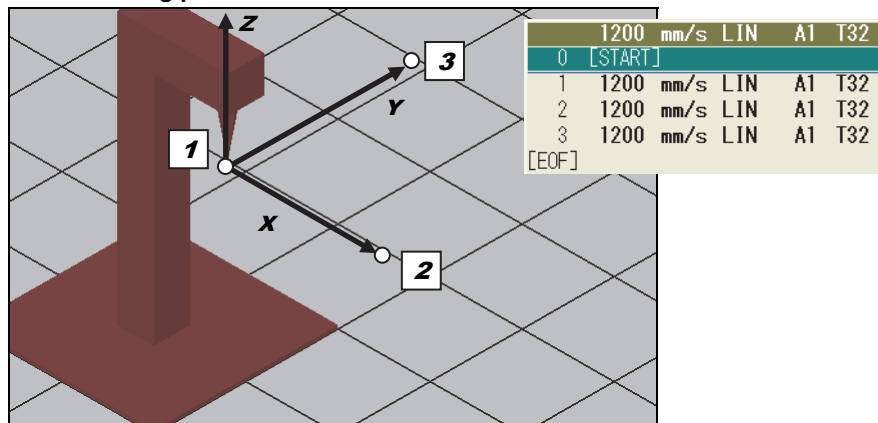 Z
3
Y
1
X
2
1200 mm/s LIN A1 T32
0 [START]
1 1200 mm/s LIN A1 T32
2 1200 mm/s LIN A1 T32
3 1200 mm/s LIN A1 T32
[EOF]